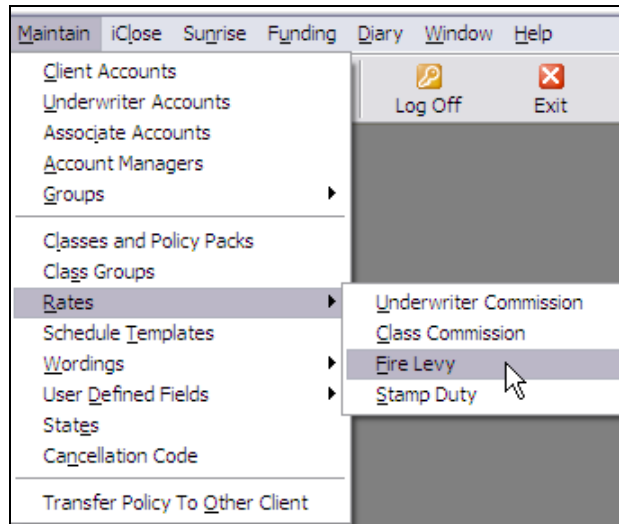 Maintain iClose Sunrise Funding Diary Window Help
Log Off Exit
Client Accounts
Underwriter Accounts
Associate Accounts
Account Managers
Groups
Classes and Policy Packs
Class Groups
Rates
Underwriter Commission
Class Commission
Fire Levy
Stamp Duty
Schedule Templates
Wordings
User Defined Fields
States
Cancellation Code
Transfer Policy To Other Client